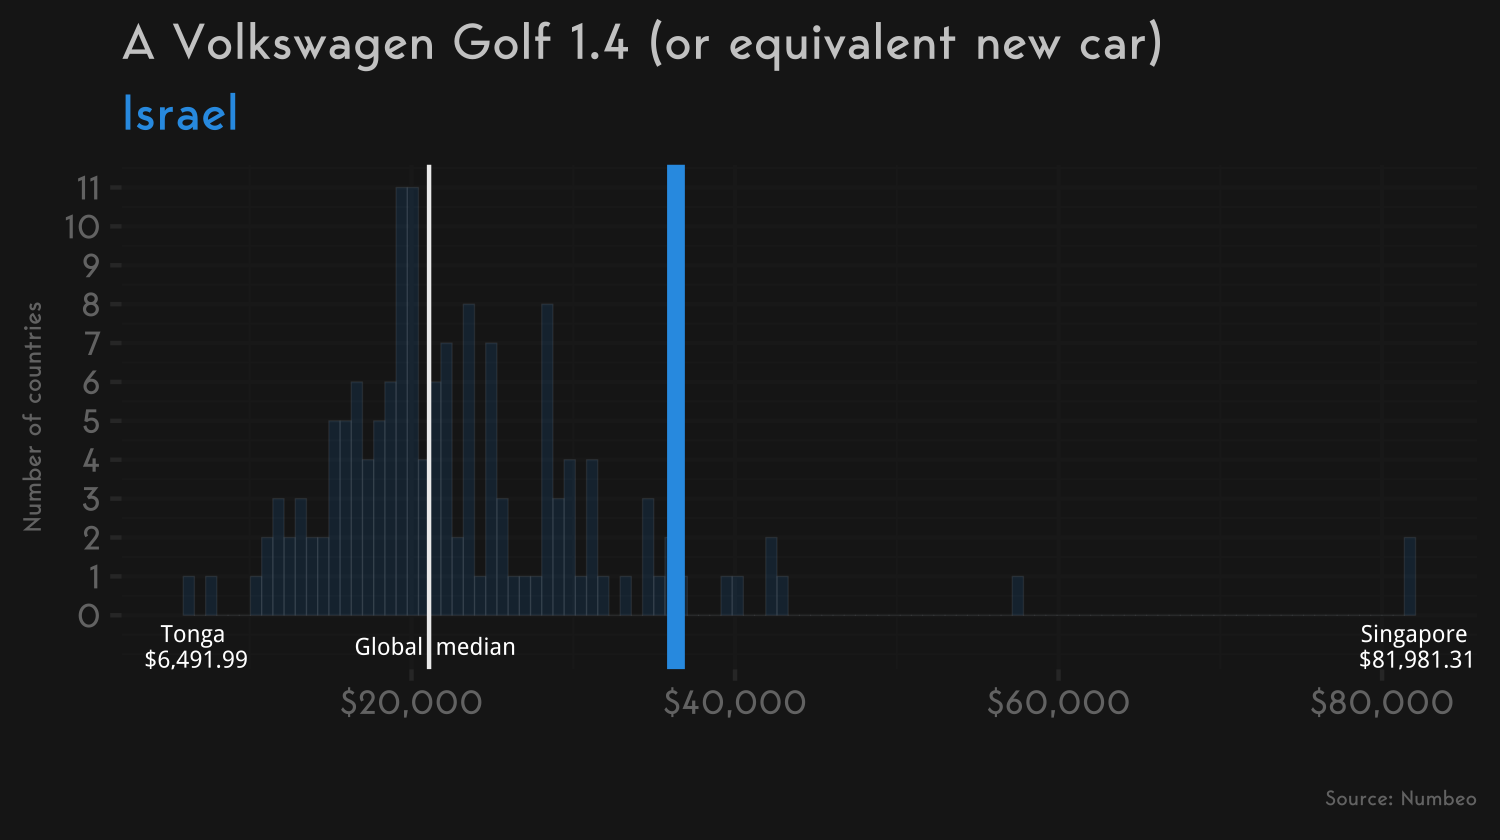 A Volkswagen Golf 1.4 (or equivalent new car)
Israel
Number of countries
11
10
9
8
7
6
5
4
3
2
1
0
Tonga
$6,491.99
Global median
Singapore
$81,981.31
$20,000
$40,000
$60,000
$80,000
Source: Numbeo